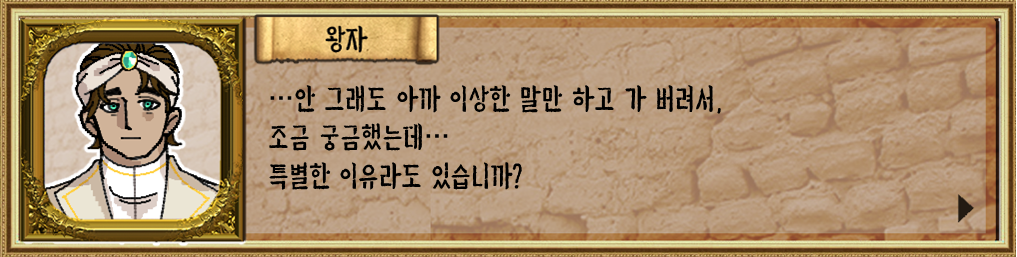 왕자
…안 그래도 아까 이상한 말만 하고 가 버려서,
조금 궁금했는데…
특별한 이유라도 있습니까?